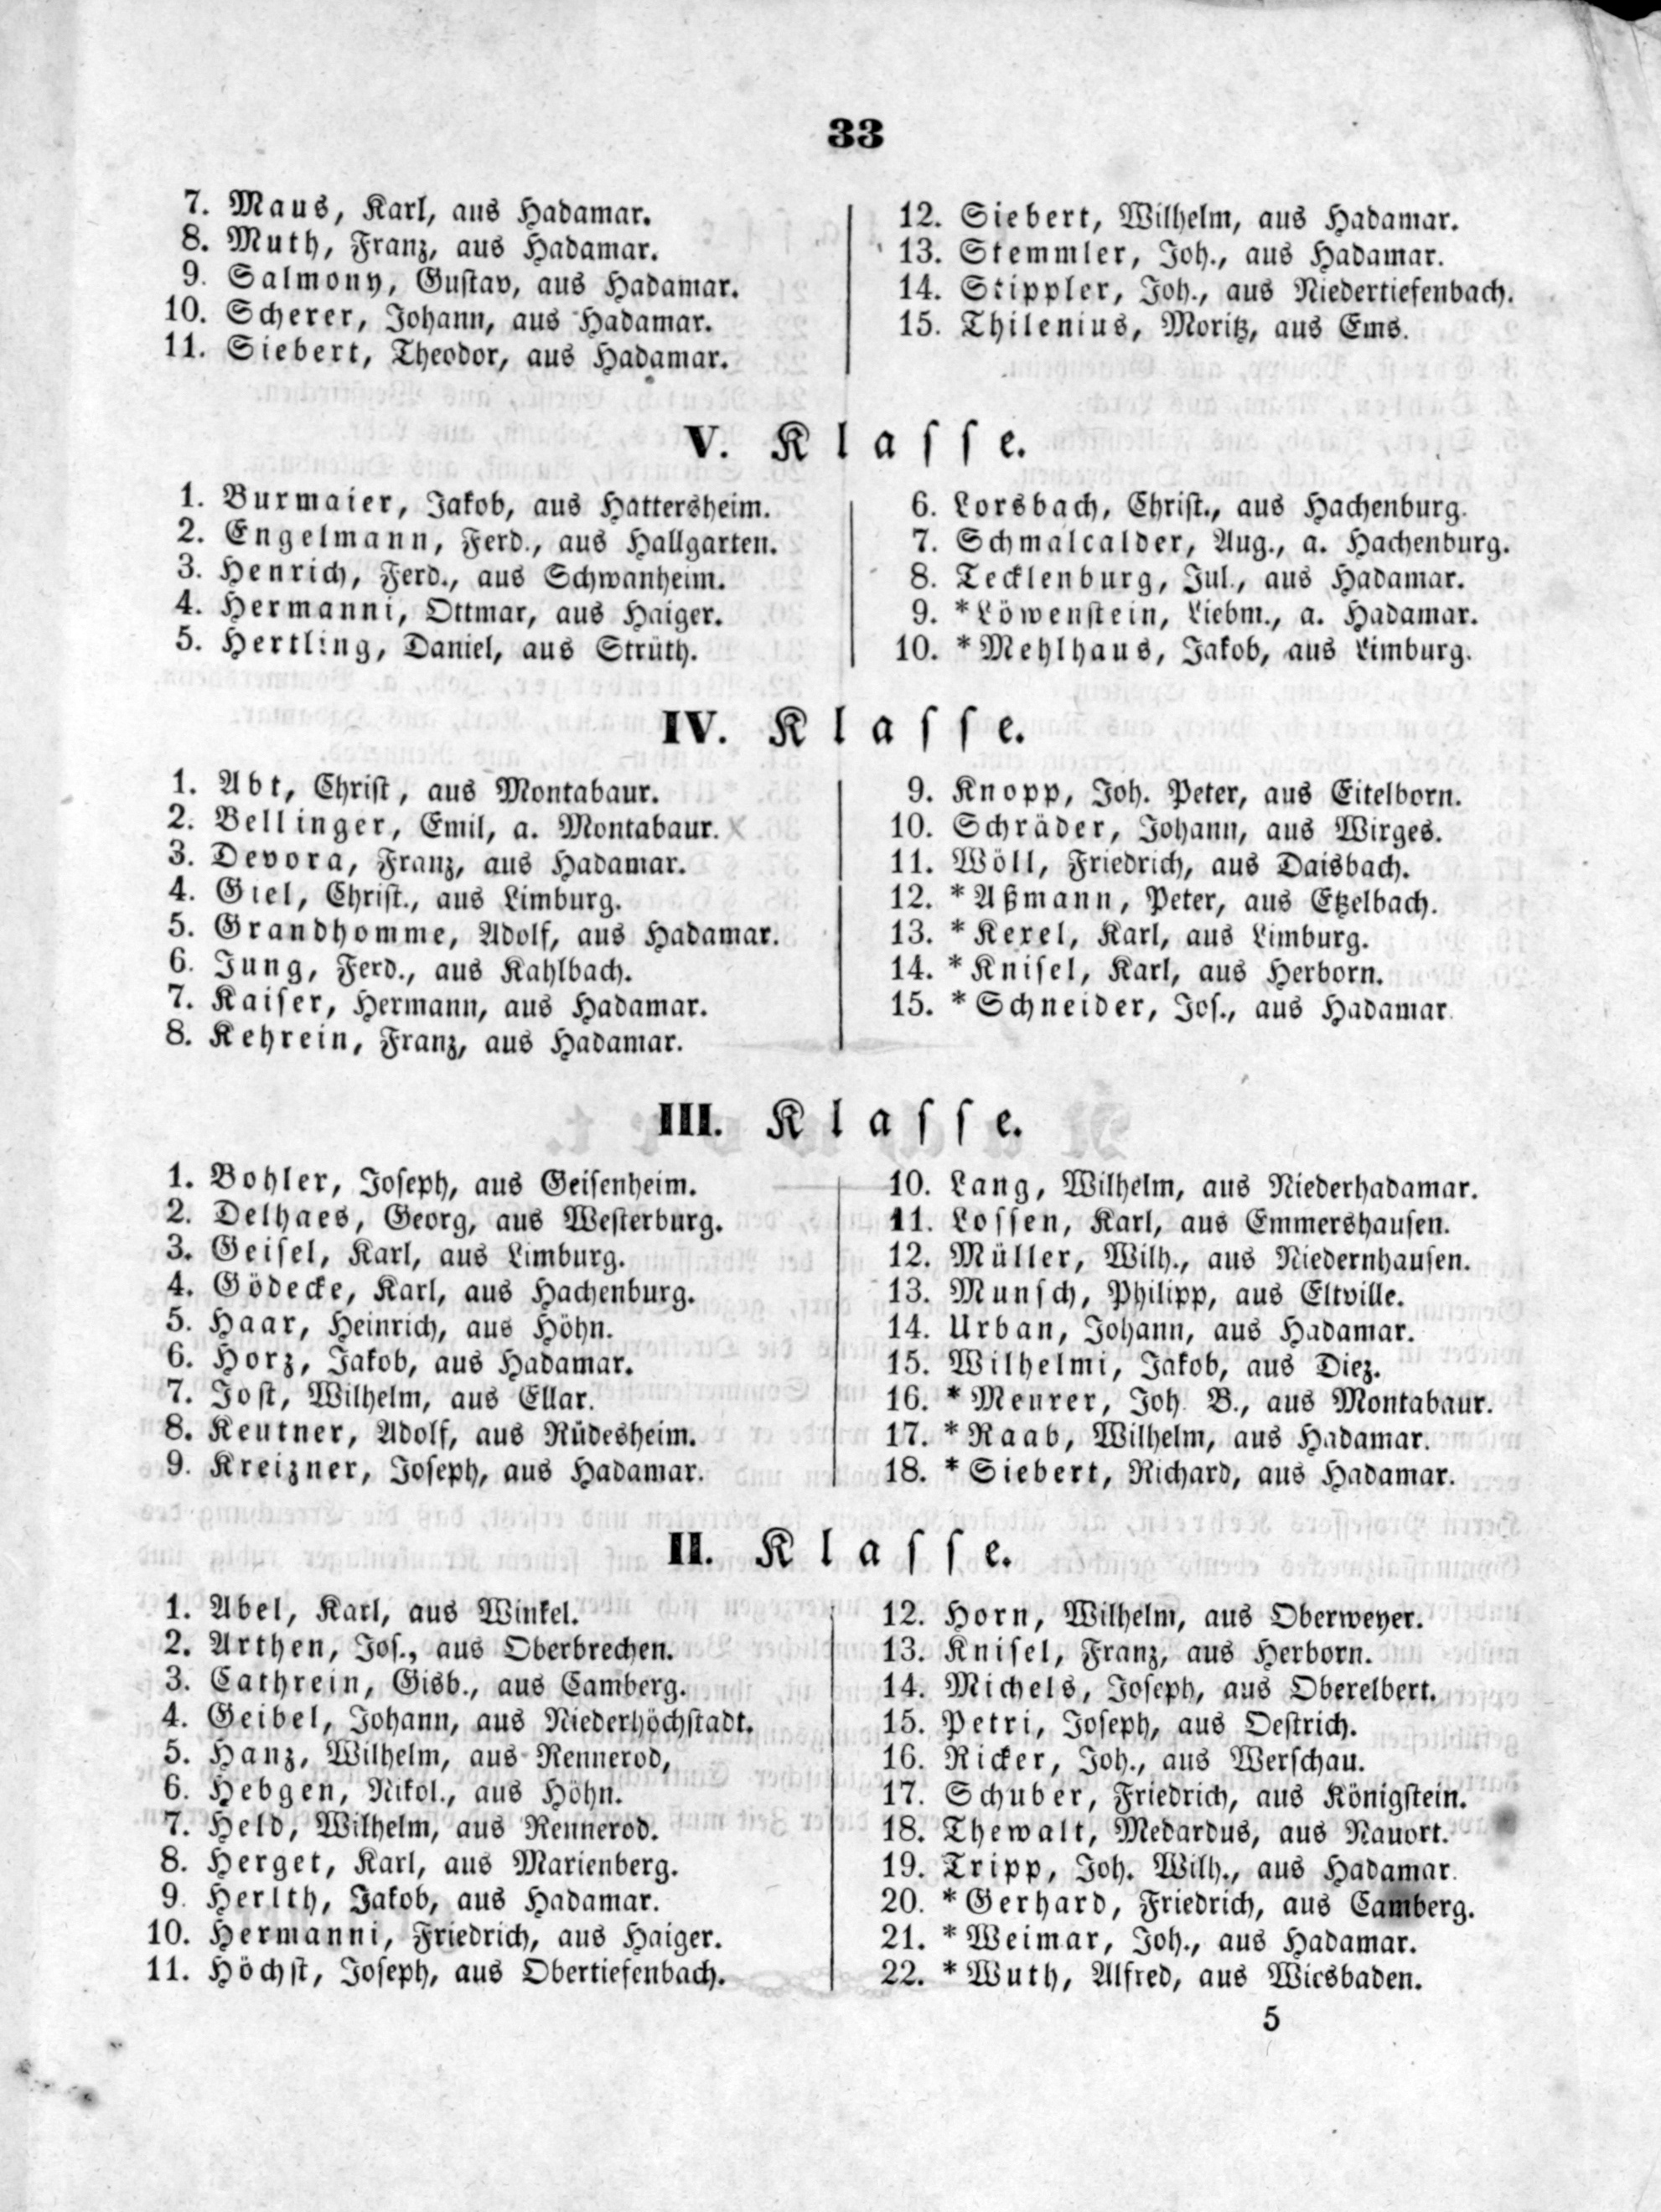 33
7. Maus, Karl, aus Hadamar.
8. Muth, Franz, aus Hadamar.
9. Salmony, Gustav, aus Hadamar.
10. Scherer, Johann, aus Hadamar.
11. Siebert, Theodor, aus Hadamar.
12. Siebert, Wilhelm, aus Hadamar.
13. Stemmler, Joh., aus Hadamar.
14. Stippler, Joh., aus Niedertiefenbach.
15. Thilenius, Moritz, aus Ems.
V. Klasse.
1. Burmaier, Jakob, aus Hattersheim.
2. Engelmann, Ferd., aus Hallgarten.
3. Henrich, Ferd., aus Schwanheim.
4. Hermanni, Ottmar, aus Haiger.
5. Hertling, Daniel, aus Strüth.
6. Lorsbach, Christ., aus Hachenburg.
7. Schmalcalder, Aug., a. Hachenburg.
8. Tecklenburg, Jul., aus Hadamar.
9. *Löwenstein, Liebm., a. Hadamar.
10. *Mehlhaus, Jakob, aus Limburg.
IV. Klasse.
1. Abt, Christ, aus Montabaur.
2. Bellinger, Emil, a. Montabaur.
3. Devora, Franz, aus Hadamar.
4. Giel, Christ., aus Limburg.
5. Grandhomme, Adolf, aus Hadamar.
6. Jung, Ferd., aus Kahlbach.
7. Kaiser, Hermann, aus Hadamar.
8. Kehrein, Franz, aus Hadamar.
9. Knopp, Joh. Peter, aus Eitelborn.
10. Schräder, Johann, aus Wirges.
11. Wöll, Friedrich, aus Daisbach.
12. *Aßmann, Peter, aus Etzelbach.
13. *Kexel, Karl, aus Limburg.
14. *Knisel, Karl, aus Herborn.
15. *Schneider, Jos., aus Hadamar.
III. Klasse.
1. Bohler, Joseph, aus Geisenheim.
2. Delhaes, Georg, aus Westerburg.
3. Geisel, Karl, aus Limburg.
4. Gödecke, Karl, aus Hachenburg.
5. Haar, Heinrich, aus Höhn.
6. Horz, Jakob, aus Hadamar.
7. Jost, Wilhelm, aus Ellar.
8. Keutner, Adolf, aus Rüdesheim.
9. Kreizner, Joseph, aus Hadamar.
10. Lang, Wilhelm, aus Niederhadamar.
11. Lossen, Karl, aus Emmershausen.
12. Müller, Wilh., aus Niedernhausen.
13. Munsch, Philipp, aus Eltville.
14. Urban, Johann, aus Hadamar.
15. Wilhelmi, Jakob, aus Diez.
16. *Meurer, Joh. B., aus Montabaur.
17. *Raab, Wilhelm, aus Hadamar.
18. *Siebert, Richard, aus Hadamar.
II. Klasse.
1. Abel, Karl, aus Winkel.
2. Arthen, Jos., aus Oberbrechen.
3. Cathrein, Gisb., aus Camberg.
4. Geibel, Johann, aus Niederhöchstadt.
5. Hanz, Wilhelm, aus Rennerod,
6. Hebgen, Nikol., aus Höhn.
7. Held, Wilhelm, aus Rennerod.
8. Herget, Karl, aus Marienberg.
9. Herlth, Jakob, aus Hadamar.
10. Hermanni, Friedrich, aus Haiger.
11. Höchst, Joseph, aus Obertiefenbach.
12. Horn, Wilhelm, aus Oberweyer.
13. Knisel, Franz, aus Herborn.
14. Michels, Joseph, aus Oberelbert.
15. Petri, Joseph, aus Oestrich.
16. Ricker, Joh., aus Werschau.
17. Schuber, Friedrich, aus Königstein.
18. Thewalt, Medardus, aus Nauort.
19. Tripp, Joh. Wilh., aus Hadamar.
20. *Gerhard, Friedrich, aus Camberg.
21. *Weimar, Joh., aus Hadamar.
22. *Wuth, Alfred, aus Wiesbaden.
5